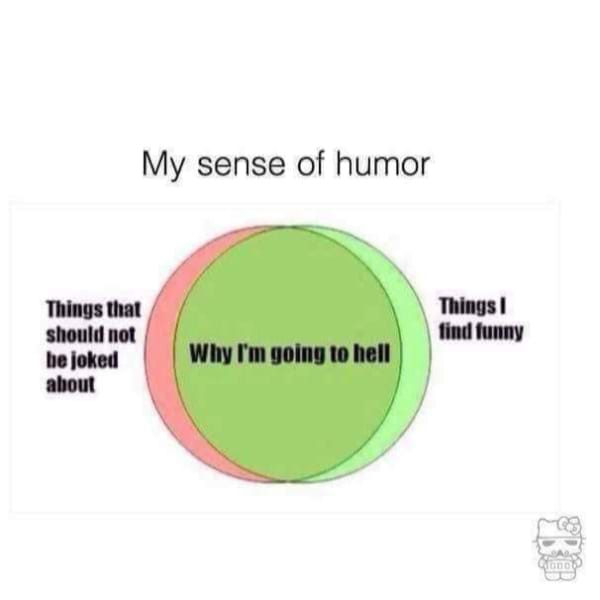 My sense of humor
Things that
should not
be joked
about
Why I'm going to hell
Things I
find funny